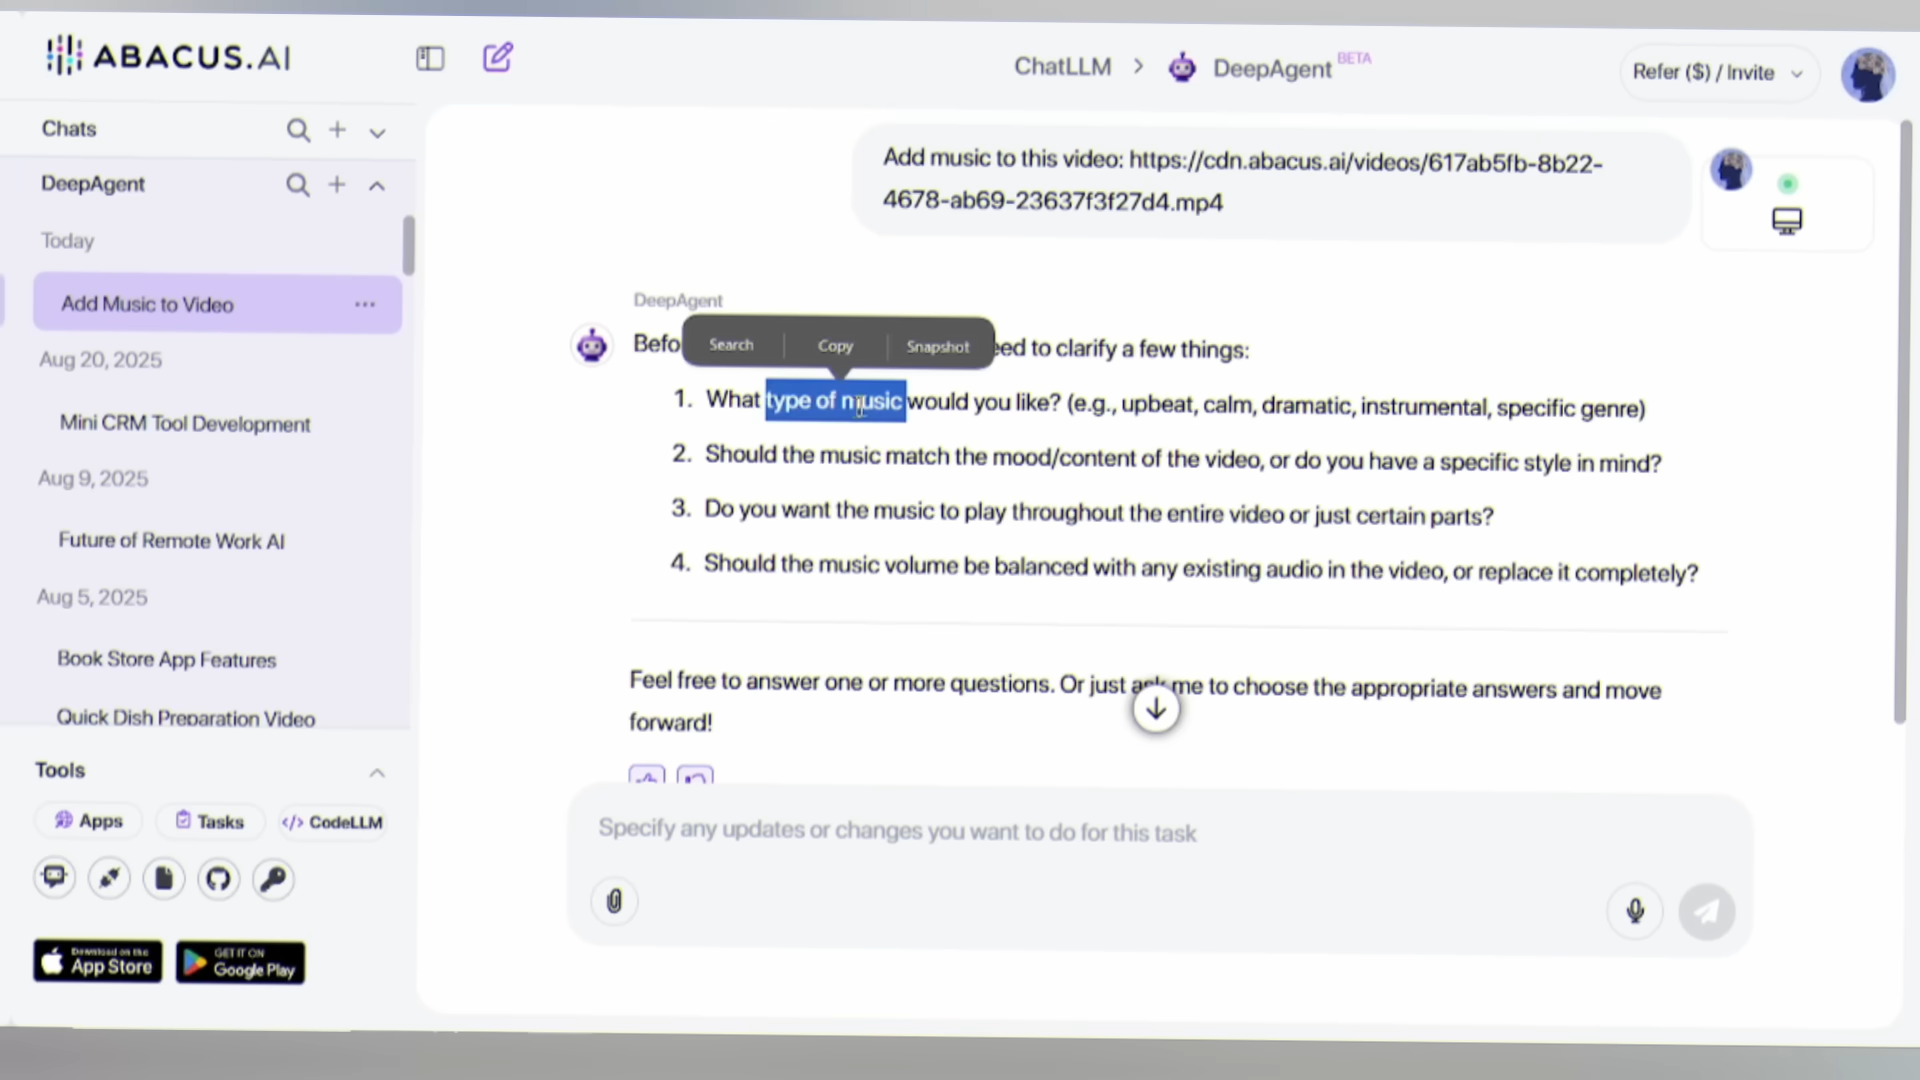 ABACUS.AI
ChatLLM > DeepAgent BETA
Refer ($) / Invite
Chats
DeepAgent
Today
Add Music to Video
Aug 20, 2025
Mini CRM Tool Development
Aug 9, 2025
Future of Remote Work AI
Aug 5, 2025
Book Store App Features
Quick Dish Preparation Video
Tools
Apps
Tasks
</> CodeLLM
Download on the
App Store
GET IT ON
Google Play
Add music to this video: https://cdn.abacus.ai/videos/617ab5fb-8b22-
4678-ab69-23637f3f27d4.mp4
DeepAgent
Search
Copy
Snapshot
to clarify a few things:
1. What type of music would you like? (e.g., upbeat, calm, dramatic, instrumental, specific genre)
2. Should the music match the mood/content of the video, or do you have a specific style in mind?
3. Do you want the music to play throughout the entire video or just certain parts?
4. Should the music volume be balanced with any existing audio in the video, or replace it completely?
Feel free to answer one or more questions. Or just ask me to choose the appropriate answers and move
forward!
Specify any updates or changes you want to do for this task